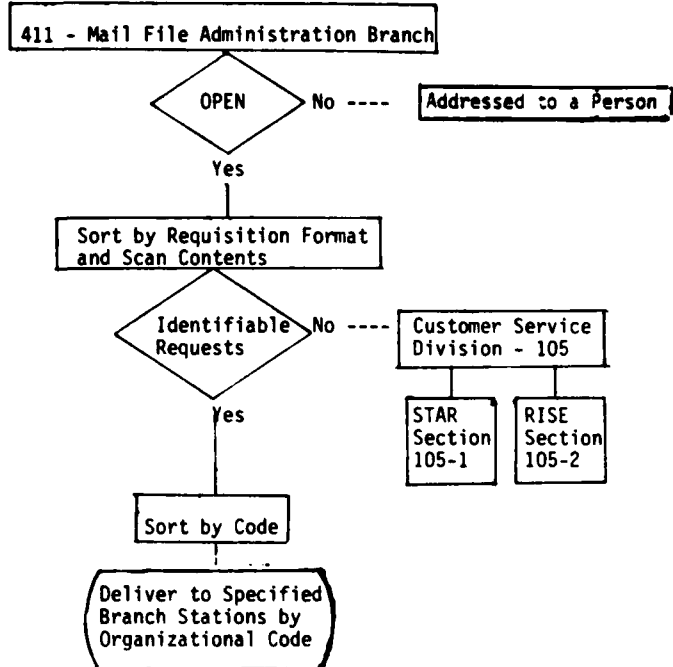 411 - Mail File Administration Branch
OPEN
No ----
Addressed to a Person
Yes
Sort by Requisition Format
and Scan Contents
Identifiable
Requests
No ----
Customer Service
Division - 105
STAR
Section
105-1
RISE
Section
105-2
Yes
Sort by Code
Deliver to Specified
Branch Stations by
Organizational Code